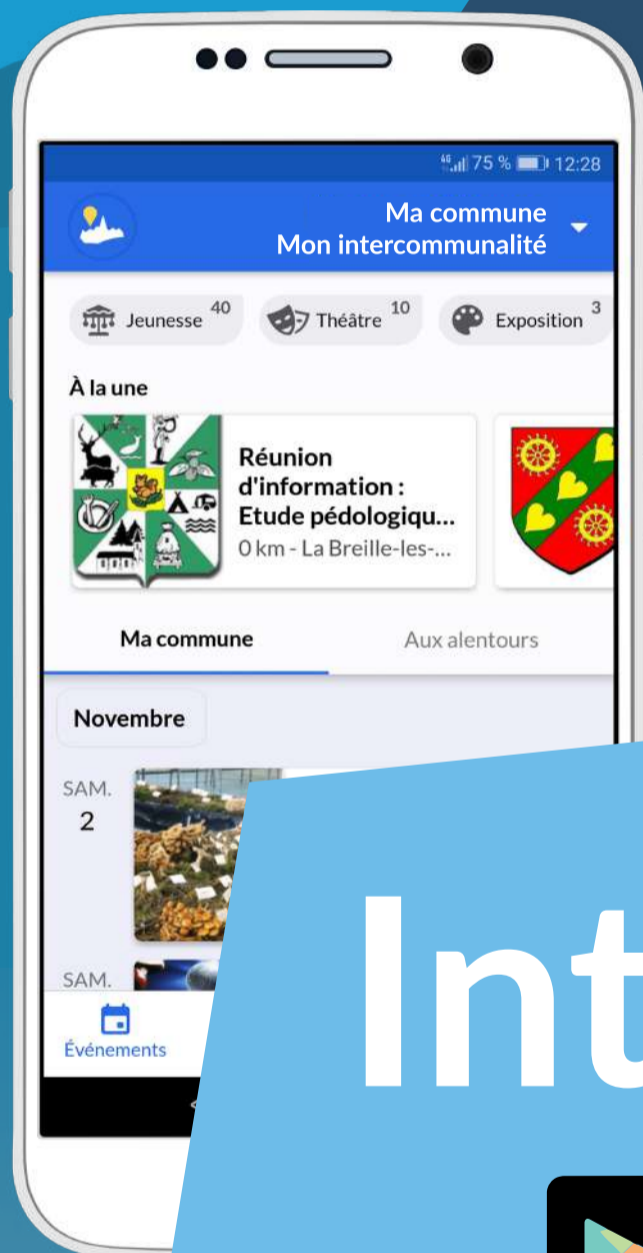 4G 75 % 12:28
Ma commune
Mon intercommunalité
Jeunesse 40
Théâtre 10
Exposition 3
À la une
Réunion
d'information :
Etude pédologiqu...
0 km - La Breille-les-...
Ma commune
Aux alentours
Novembre
SAM.
2
SAM.
Événements
Int